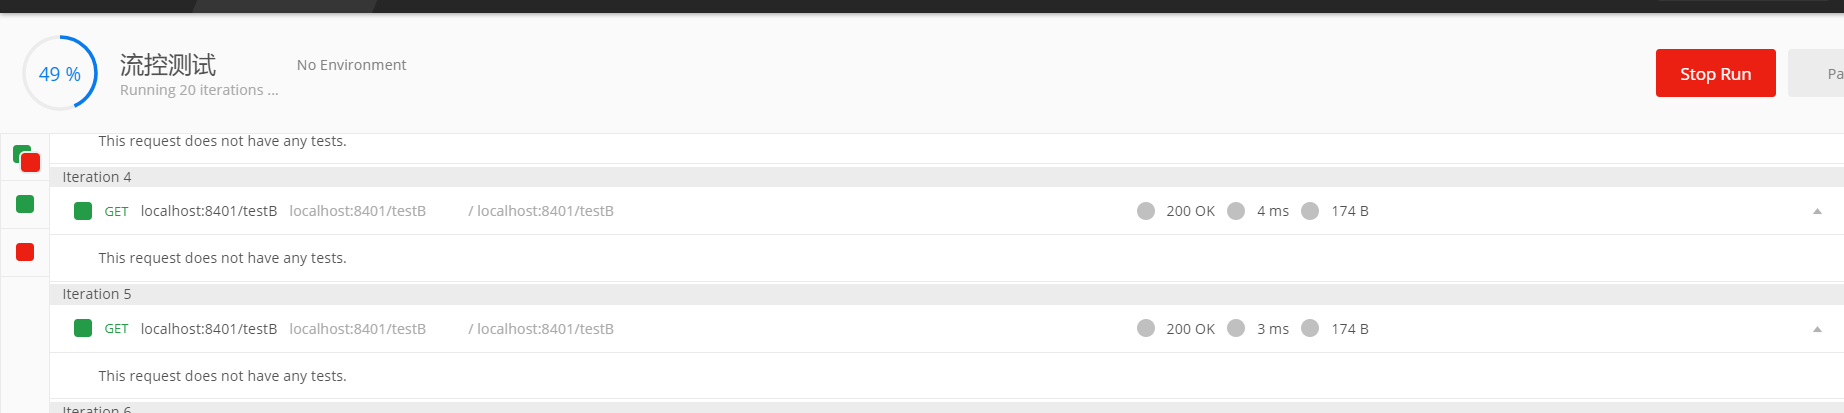 49 %
流控测试
No Environment
Running 20 iterations ...
Stop Run
Pa
This request does not have any tests.
Iteration 4
GET localhost:8401/testB localhost:8401/testB / localhost:8401/testB 200 OK 4 ms 174 B
This request does not have any tests.
Iteration 5
GET localhost:8401/testB localhost:8401/testB / localhost:8401/testB 200 OK 3 ms 174 B
This request does not have any tests.
Iteration 6